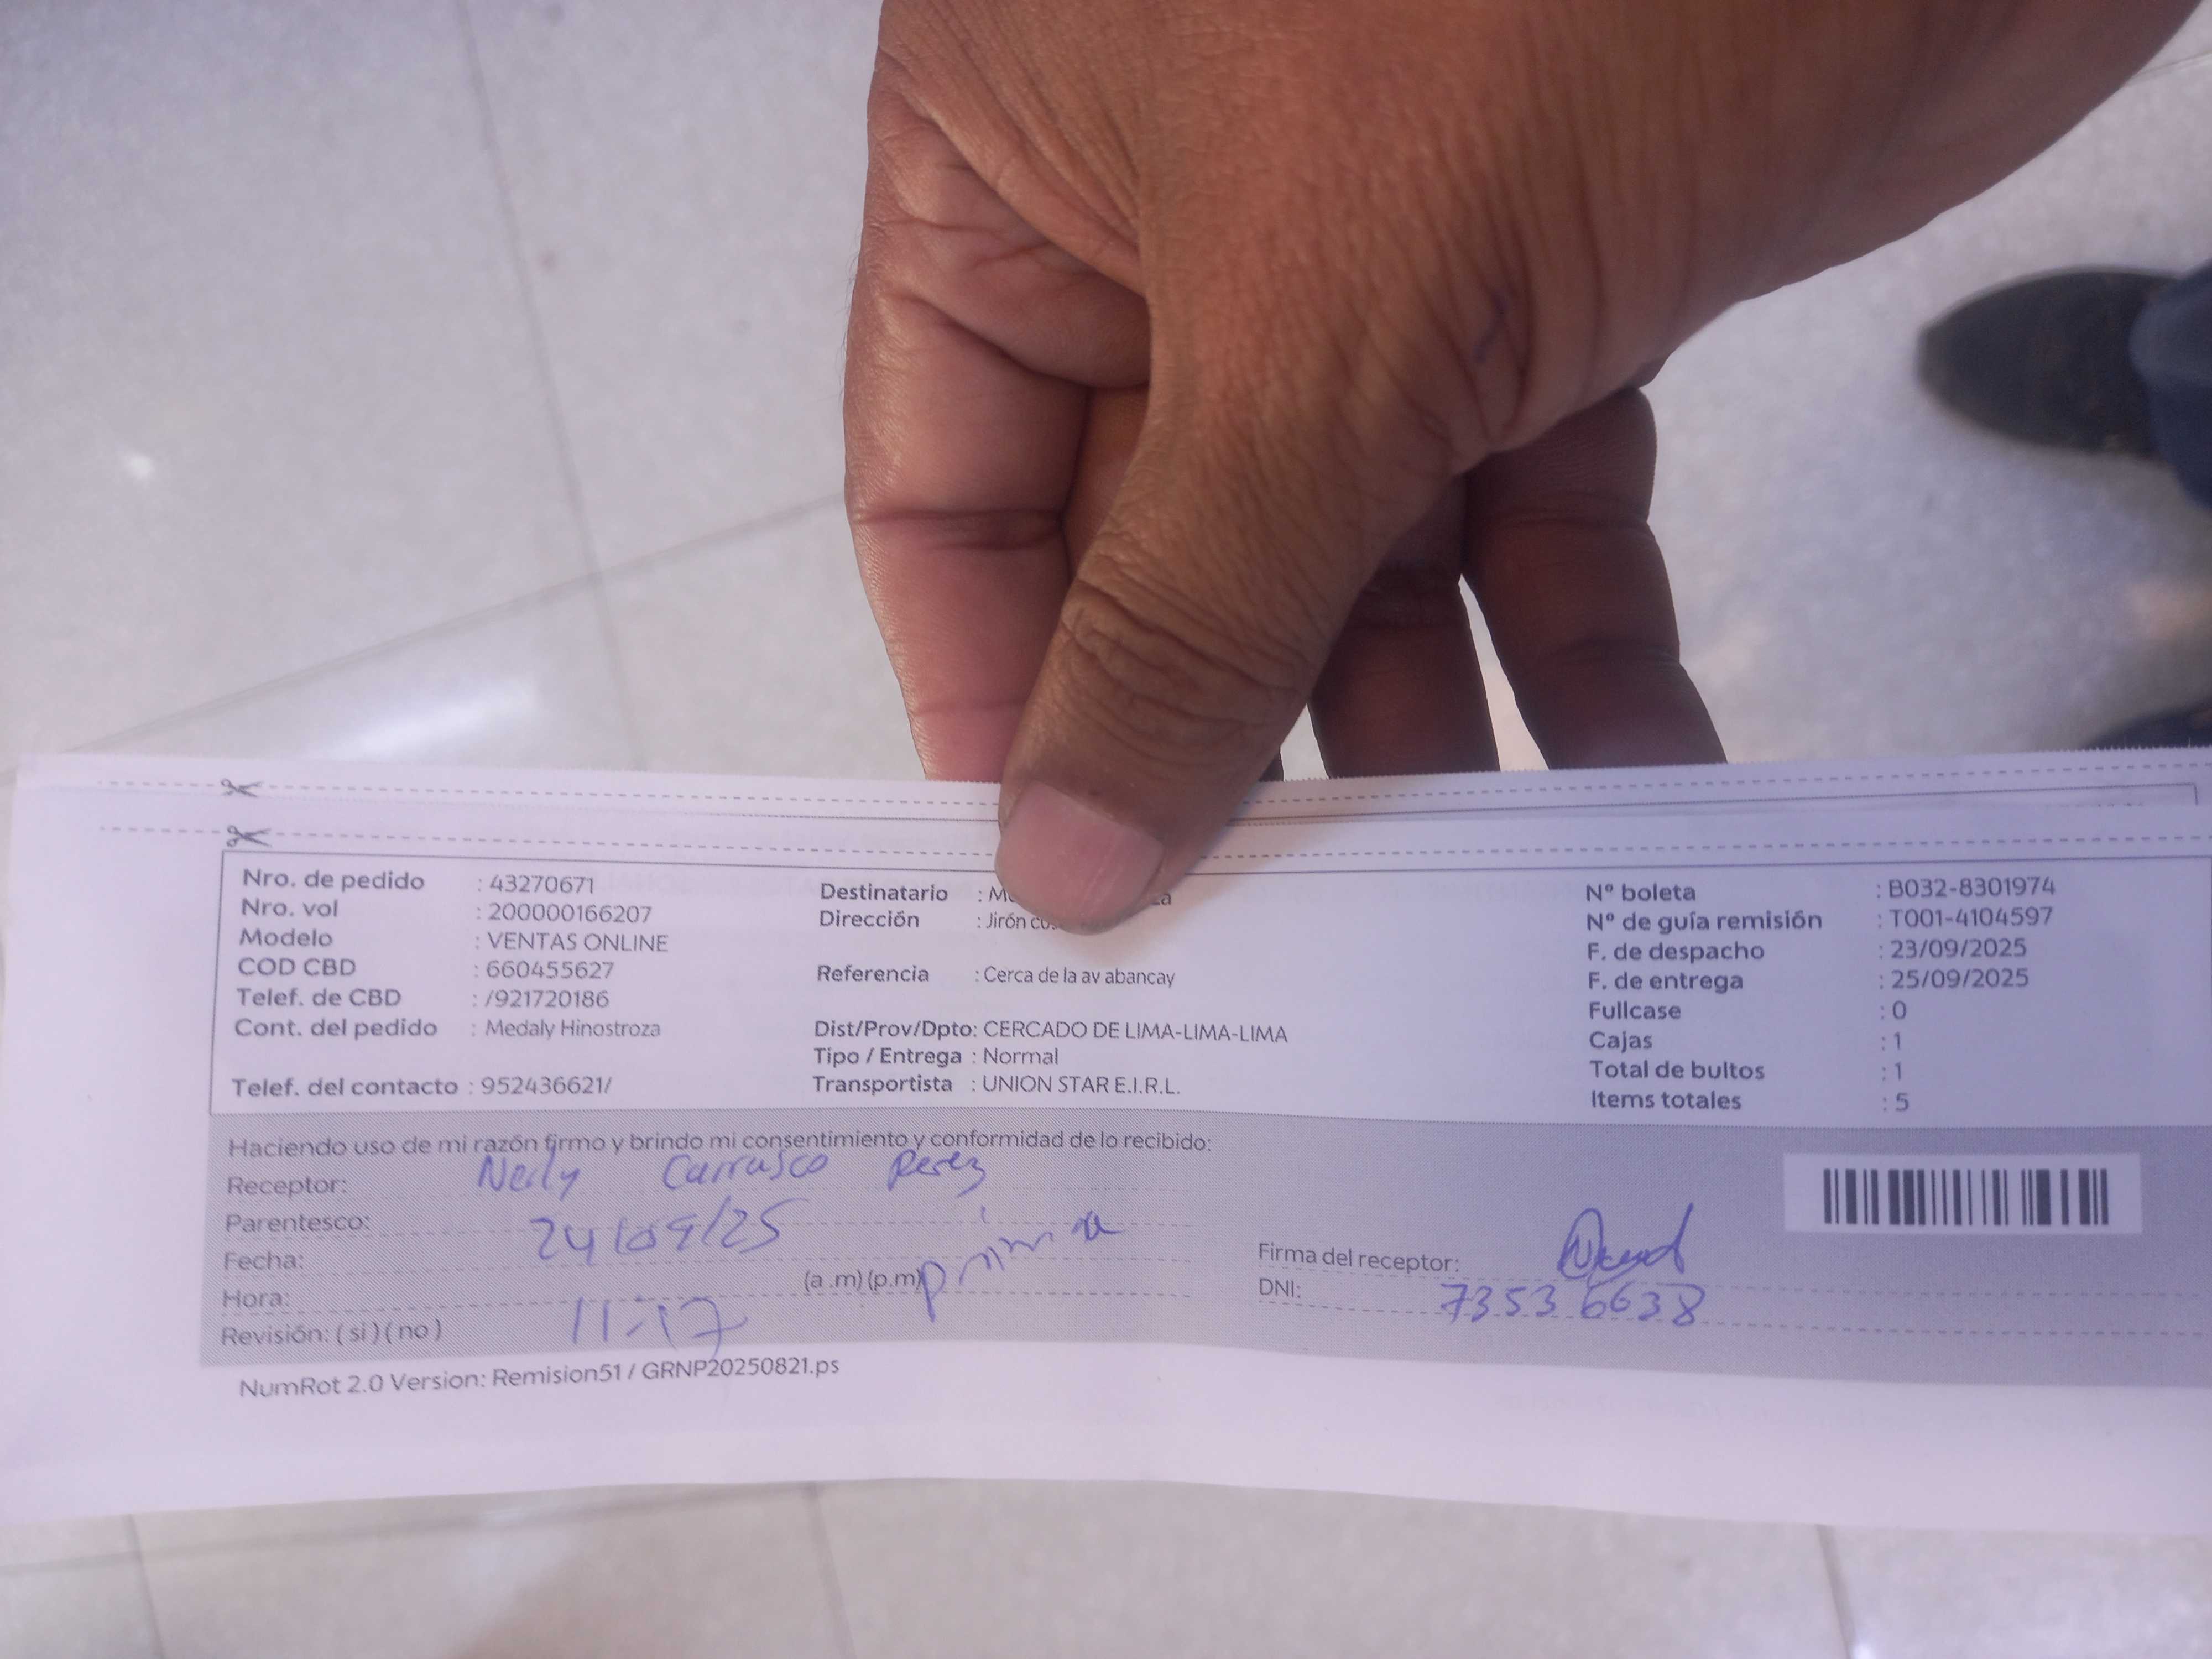 Nro. de pedido : 43270671
Nro. vol : 200000166207
Modelo : VENTAS ONLINE
COD CBD : 660455627
Telef. de CBD : /921720186
Cont. del pedido : Medaly Hinostroza
Telef. del contacto : 952436621/
Destinatario :
Dirección : Jirón
Referencia : Cerca de la av abancay
Dist/Prov/Dpto: CERCADO DE LIMA-LIMA-LIMA
Tipo / Entrega : Normal
Transportista : UNION STAR E.I.R.L.
Nº boleta : B032-8301974
Nº de guía remisión : T001-4104597
F. de despacho : 23/09/2025
F. de entrega : 25/09/2025
Fullcase : 0
Cajas : 1
Total de bultos : 1
Items totales : 5
Haciendo uso de mi razón firmo y brindo mi consentimiento y conformidad de lo recibido:
Receptor: Nerly Carrasco Perez
Parentesco: prima
Fecha: 24/09/25
Hora: 11:17 (a .m) (p.m)
Revisión: ( si ) ( no )
Firma del receptor:
DNI: 73536638
NumRot 2.0 Version: Remision51 / GRNP20250821.ps